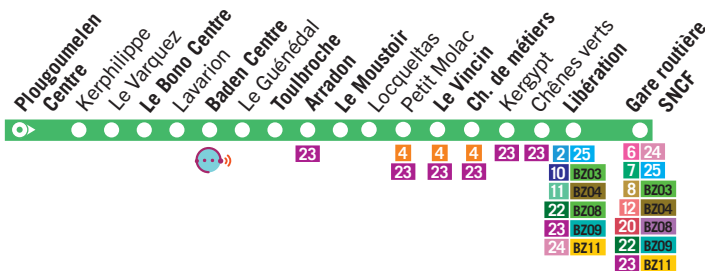 Plougoumelen
Centre
Kerphilippe
Le Varquez
Le Bono Centre
Lavarion
Baden Centre
Le Guénédal
Toulbroche
Arradon
Le Moustoir
Locqueltas
Petit Molac
Le Vincin
Ch. de métiers
Kergypt
Chênes verts
Libération
Gare routière
SNCF
23 4 4 4 23 23 2 25 6 24
23 23 23 10 BZ03 7 25
11 BZ04 8 BZ03
22 BZ08 12 BZ04
23 BZ09 20 BZ08
24 BZ11 22 BZ09
23 BZ11